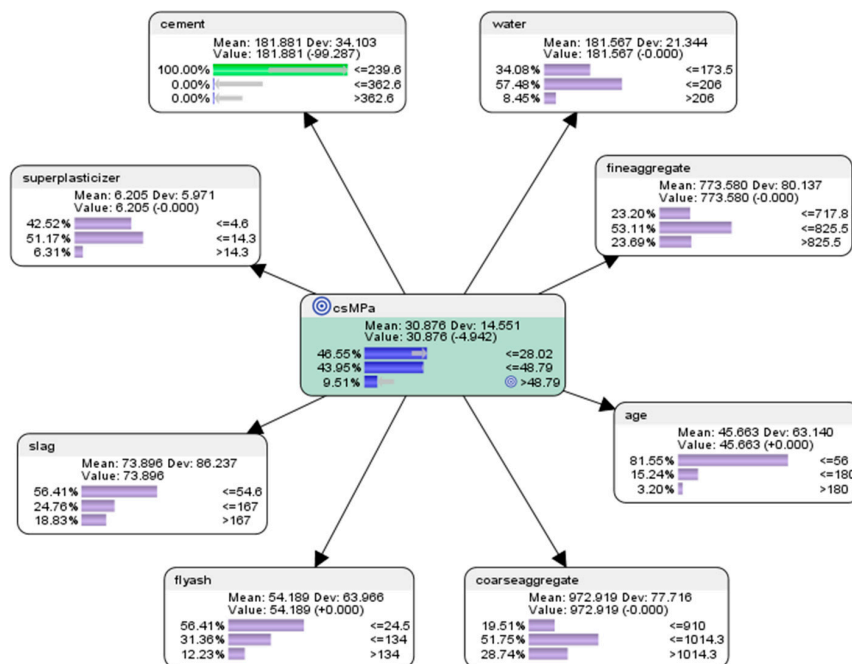 cement
Mean: 181.881 Dev: 34.103
Value: 181.881 (-99.287)
100.00% <=239.6
0.00% <=362.6
0.00% >362.6
water
Mean: 181.567 Dev: 21.344
Value: 181.567 (-0.000)
34.08% <=173.5
57.48% <=206
8.45% >206
superplasticizer
Mean: 6.205 Dev: 5.971
Value: 6.205 (-0.000)
42.52% <=4.6
51.17% <=14.3
6.31% >14.3
fineaggregate
Mean: 773.580 Dev: 80.137
Value: 773.580 (-0.000)
23.20% <=717.8
53.11% <=825.5
23.69% >825.5
csMPa
Mean: 30.876 Dev: 14.551
Value: 30.876 (-4.942)
46.55% <=28.02
43.95% <=48.79
9.51% >48.79
slag
Mean: 73.896 Dev: 86.237
Value: 73.896
56.41% <=54.6
24.76% <=167
18.83% >167
age
Mean: 45.663 Dev: 63.140
Value: 45.663 (+0.000)
81.55% <=56
15.24% <=180
3.20% >180
flyash
Mean: 54.189 Dev: 63.966
Value: 54.189 (+0.000)
56.41% <=24.5
31.36% <=134
12.23% >134
coarseaggregate
Mean: 972.919 Dev: 77.716
Value: 972.919 (-0.000)
19.51% <=910
51.75% <=1014.3
28.74% >1014.3